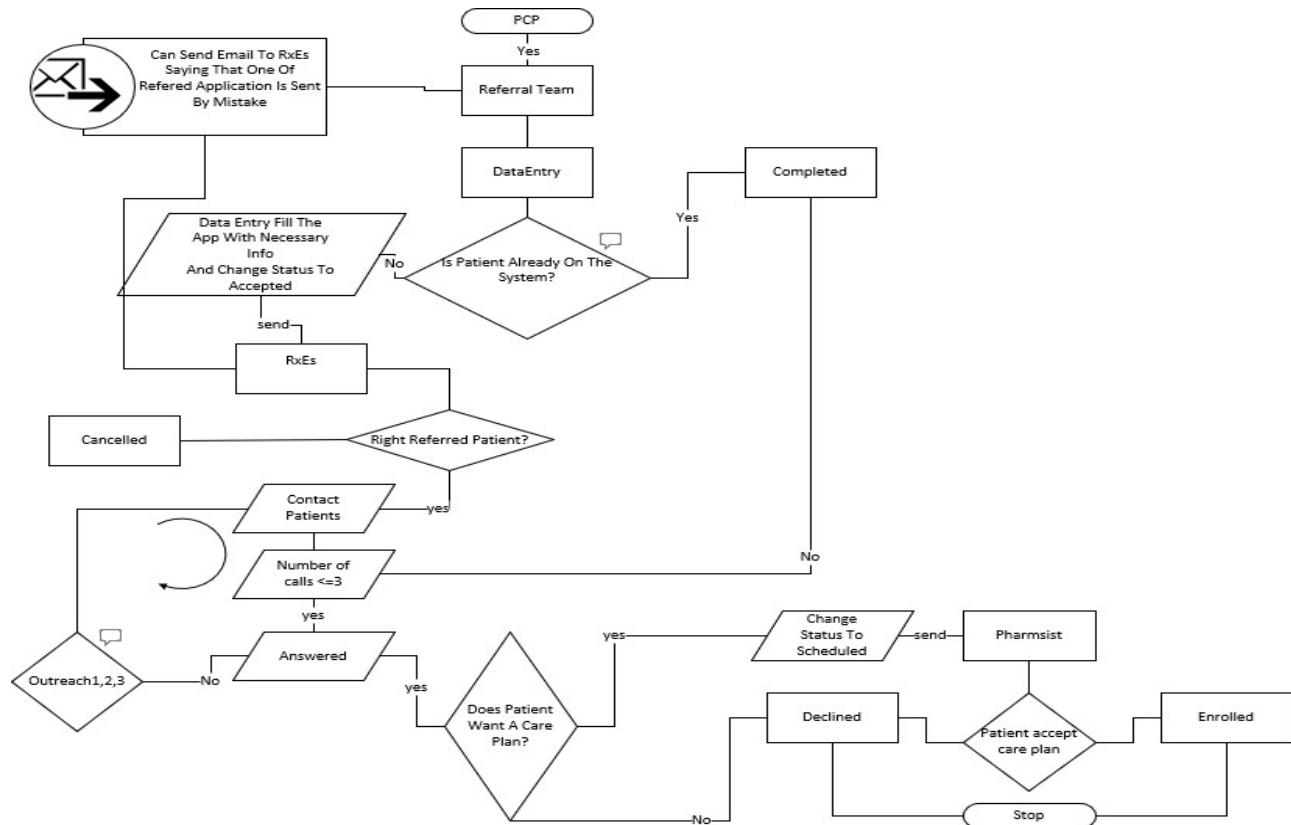 PCP
Yes
Can Send Email To RxEs
Saying That One Of
Refered Application Is Sent
By Mistake
Referral Team
DataEntry
Completed
Yes
Data Entry Fill The
App With Necessary
Info
And Change Status To
Accepted
No
Is Patient Already On The
System?
send
RxEs
Cancelled
Right Referred Patient?
Contact
Patients
yes
Number of
calls <=3
No
yes
Answered
Outreach1,2,3
No
yes
Does Patient
Want A Care
Plan?
yes
Change
Status To
Scheduled
send
Pharmsist
Declined
Patient accept
care plan
Enrolled
No
Stop